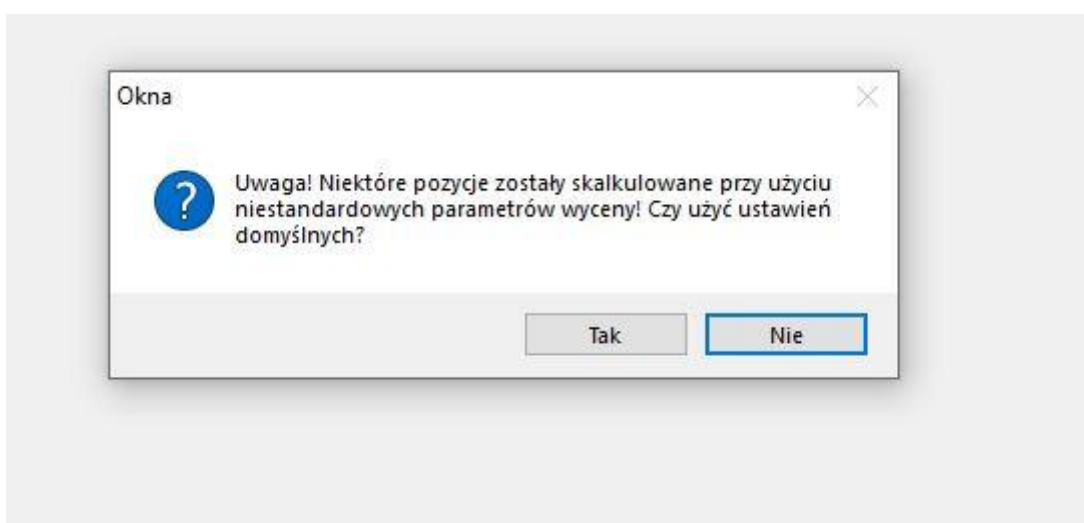 Okna
Uwaga! Niektóre pozycje zostały skalkulowane przy użyciu
niestandardowych parametrów wyceny! Czy użyć ustawień
domyślnych?
Tak
Nie